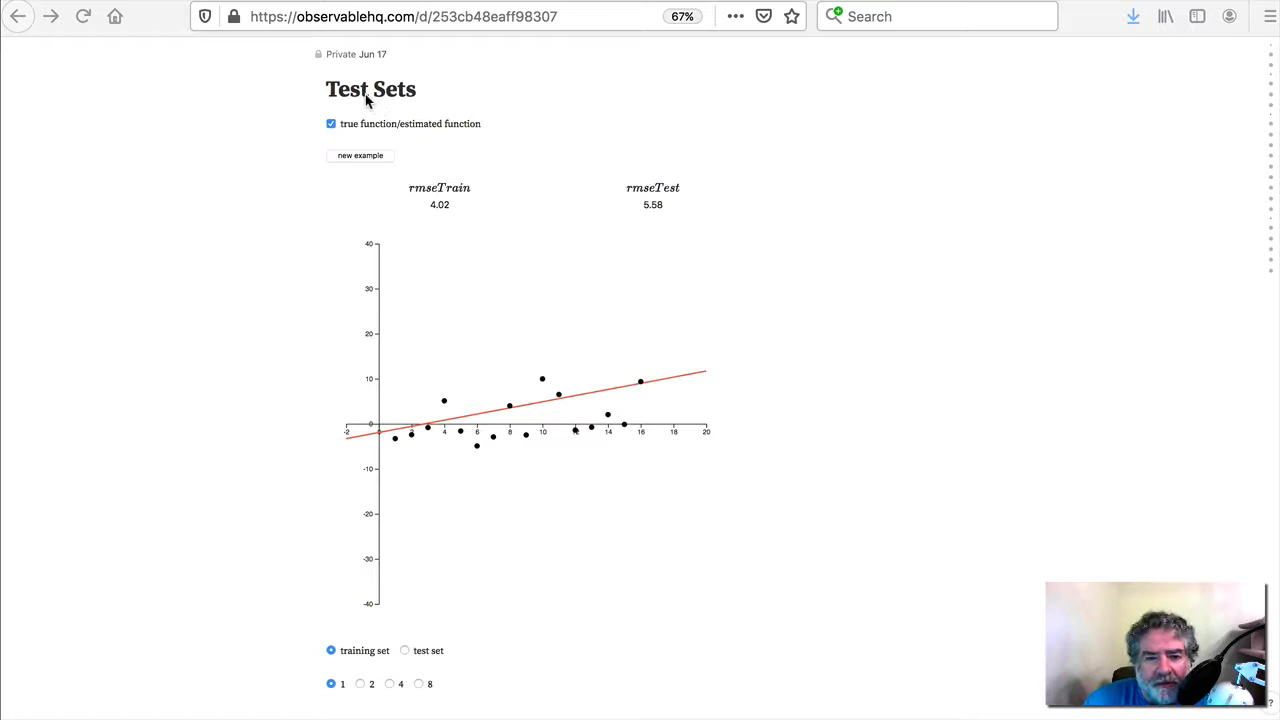 https://observablehq.com/d/253cb48eaff98307
67%
Search
Private Jun 17
Test Sets
true function/estimated function
new example
rmseTrain rmseTest
4.02 5.58
40
30
20
10
0
-2 0 2 4 6 8 10 12 14 16 18 20
-10
-20
-30
-40
training set test set
1 2 4 8
?